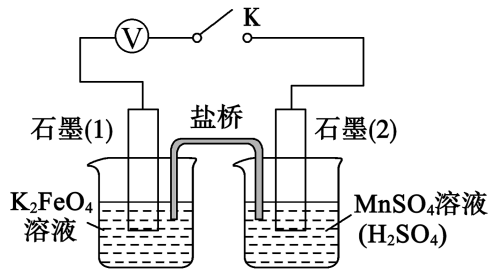 V
K
石墨(1)
盐桥
石墨(2)
K₂FeO₄
溶液
MnSO₄溶液
(H₂SO₄)